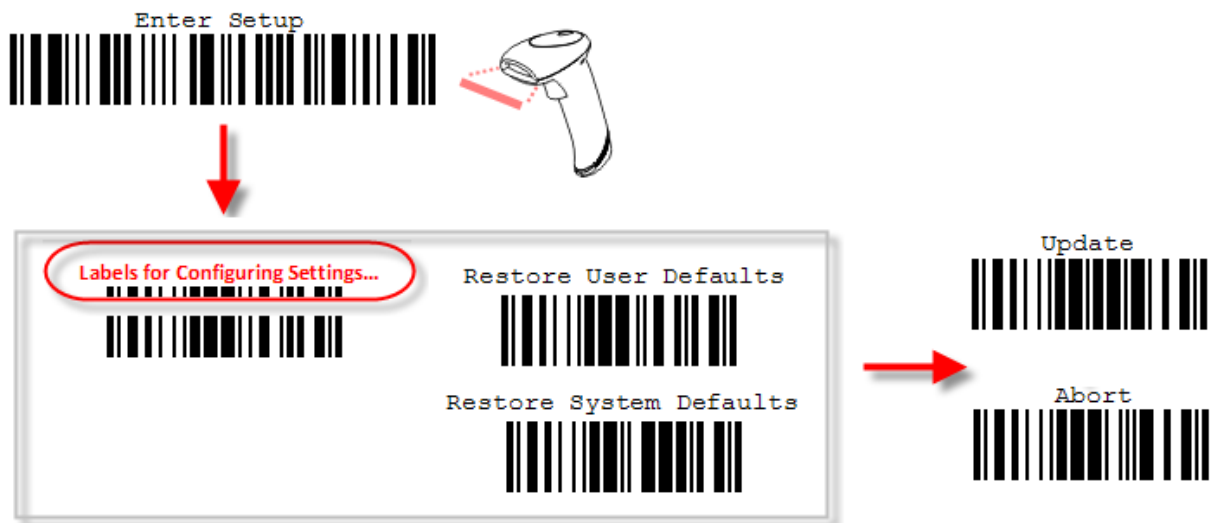 Enter Setup
Labels for Configuring Settings...
Restore User Defaults
Restore System Defaults
Update
Abort